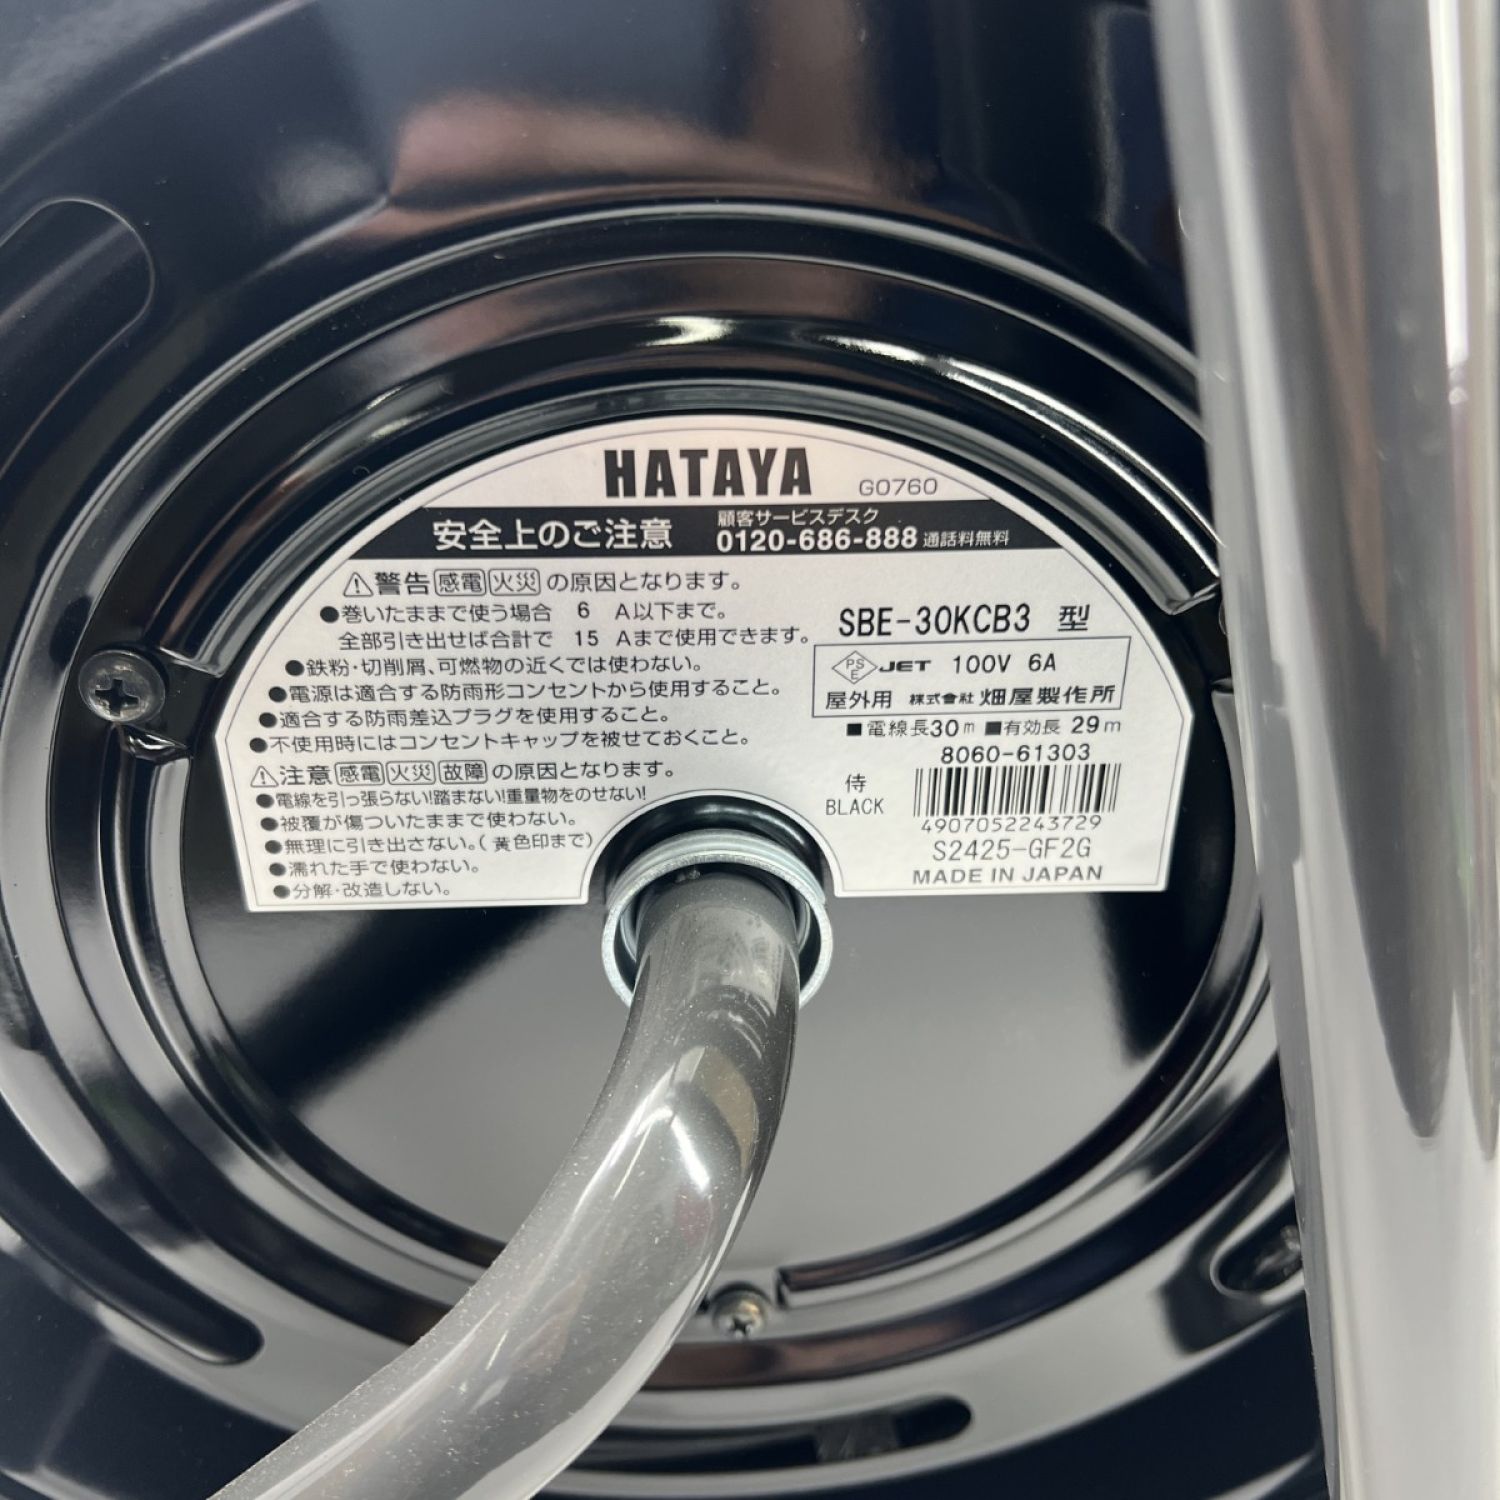 HATAYA G0760
安全上のご注意 顧客サービスデスク
0120-686-888 通話料無料
⚠警告 感電 火災 の原因となります。
●巻いたままで使う場合 6 A以下まで。
全部引き出せば合計で 15 Aまで使用できます。
●鉄粉・切削屑、可燃物の近くでは使わない。
●電源は適合する防雨形コンセントから使用すること。
●適合する防雨差込プラグを使用すること。
●不使用時にはコンセントキャップを被せておくこと。
⚠注意 感電 火災 故障 の原因となります。
●電線を引っ張らない!踏まない!重量物をのせない!
●被覆が傷ついたままで使わない。
●無理に引き出さない。(黄色印まで)
●濡れた手で使わない。
●分解・改造しない。
SBE-30KCB3 型
PS E JET 100V 6A
屋外用 株式会社 畑屋製作所
■電線長30m ■有効長 29m
8060-61303
侍
BLACK
4907052243729
S2425-GF2G
MADE IN JAPAN